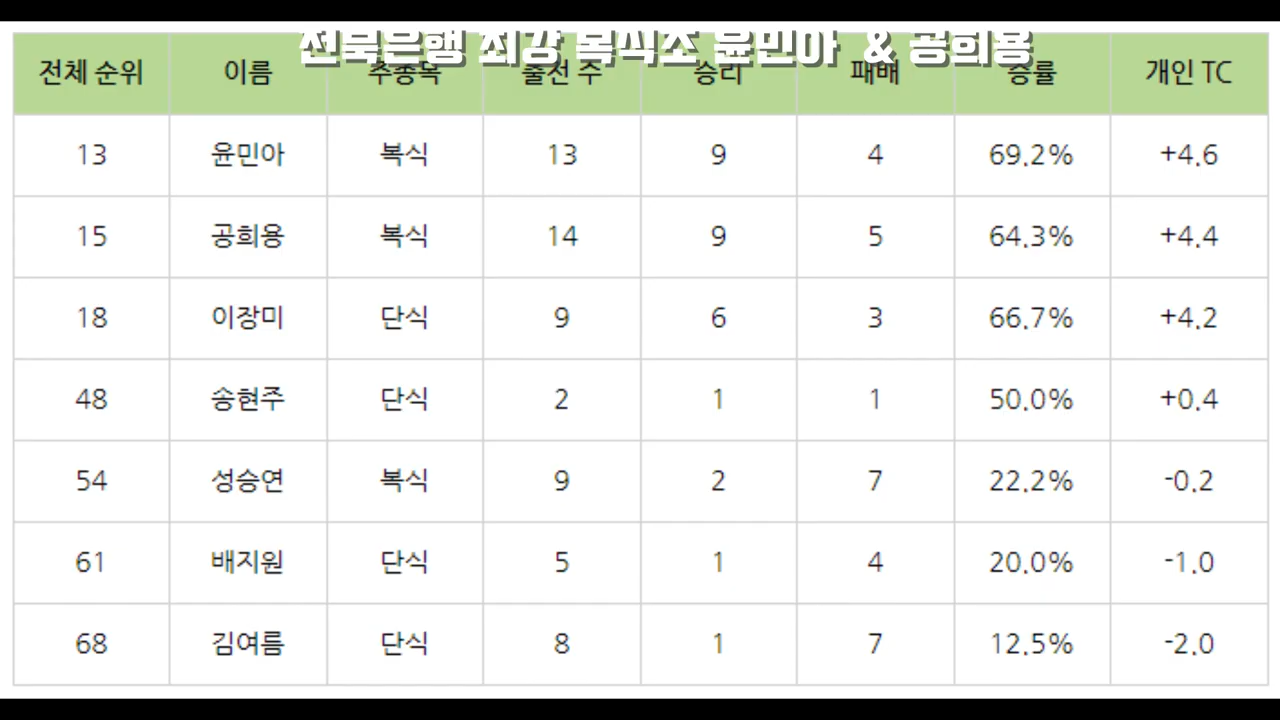 전북은행 최강 복식조 윤민아 & 공희용
전체 순위 이름 주종목 출전 수 승리 패배 승률 개인 TC
13 윤민아 복식 13 9 4 69.2% +4.6
15 공희용 복식 14 9 5 64.3% +4.4
18 이장미 단식 9 6 3 66.7% +4.2
48 송현주 단식 2 1 1 50.0% +0.4
54 성승연 복식 9 2 7 22.2% -0.2
61 배지원 단식 5 1 4 20.0% -1.0
68 김여름 단식 8 1 7 12.5% -2.0